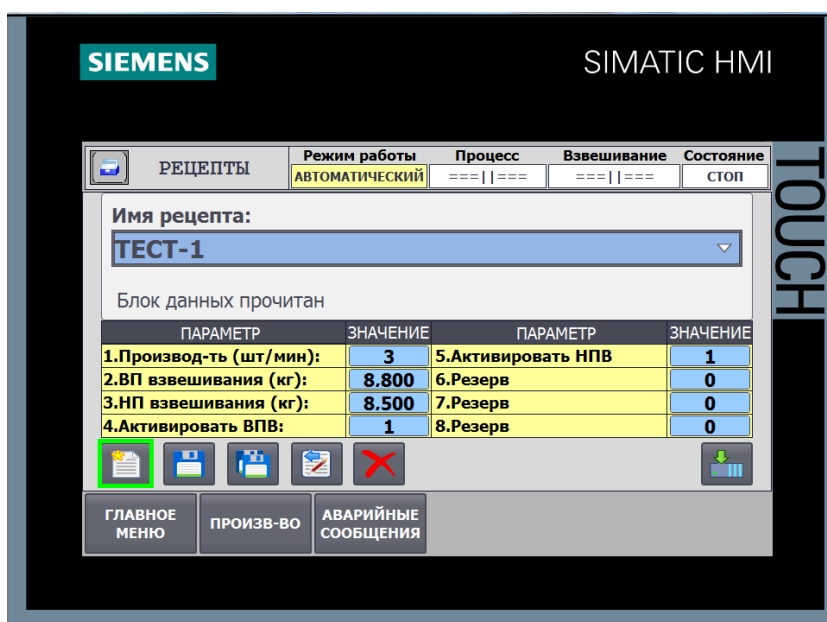 SIEMENS
SIMATIC HMI
TOUCH
РЕЦЕПТЫ
Режим работы Процесс Взвешивание Состояние
АВТОМАТИЧЕСКИЙ ===||=== ===||=== СТОП
Имя рецепта:
ТЕСТ-1
Блок данных прочитан
ПАРАМЕТР ЗНАЧЕНИЕ ПАРАМЕТР ЗНАЧЕНИЕ
1.Производ-ть (шт/мин): 3 5.Активировать НПВ 1
2.ВП взвешивания (кг): 8.800 6.Резерв 0
3.НП взвешивания (кг): 8.500 7.Резерв 0
4.Активировать ВПВ: 1 8.Резерв 0
ГЛАВНОЕ
МЕНЮ
ПРОИЗВ-ВО
АВАРИЙНЫЕ
СООБЩЕНИЯ